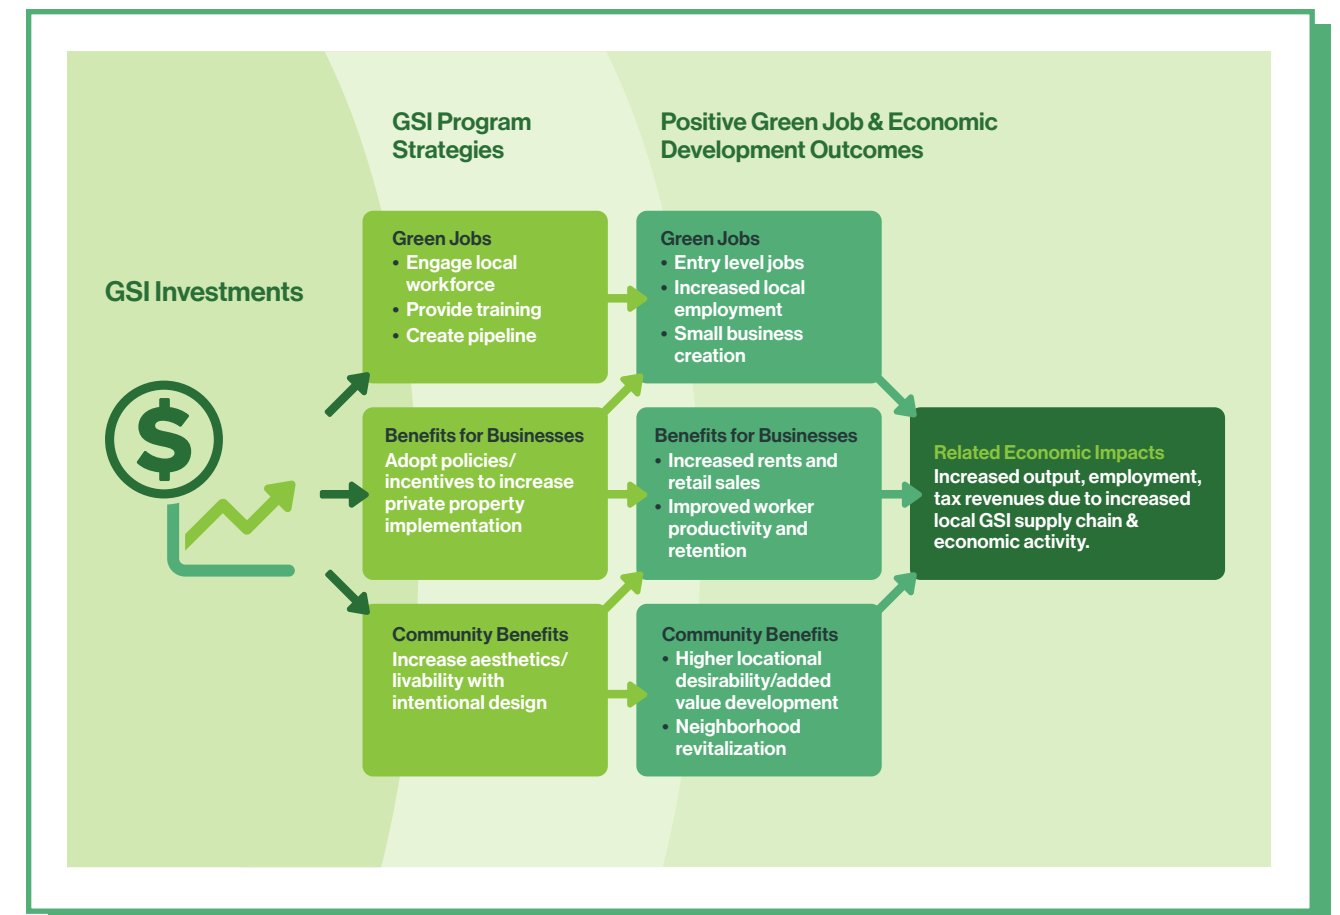 GSI Program
Strategies
Positive Green Job & Economic
Development Outcomes
GSI Investments
$
Green Jobs
• Engage local
workforce
• Provide training
• Create pipeline
Green Jobs
• Entry level jobs
• Increased local
employment
• Small business
creation
Benefits for Businesses
Adopt policies/
incentives to increase
private property
implementation
Benefits for Businesses
• Increased rents and
retail sales
• Improved worker
productivity and
retention
Related Economic Impacts
Increased output, employment,
tax revenues due to increased
local GSI supply chain &
economic activity.
Community Benefits
Increase aesthetics/
livability with
intentional design
Community Benefits
• Higher locational
desirability/added
value development
• Neighborhood
revitalization